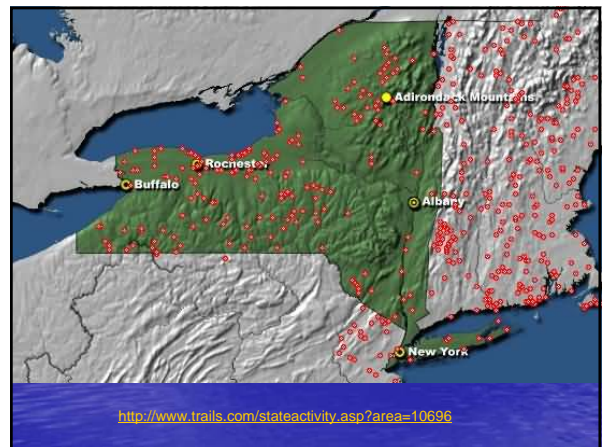 Adirondack Mountains
Rochester
Buffalo
Albany
New York
http://www.trails.com/stateactivity.asp?area=10696